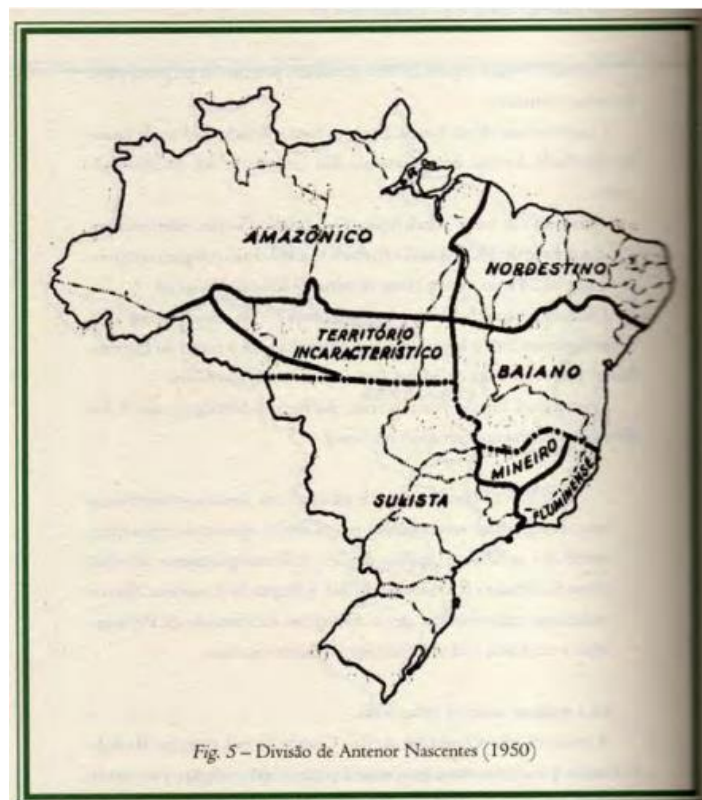 AMAZÔNICO
NORDESTINO
TERRITÓRIO
INCARACTERÍSTICO
BAIANO
MINEIRO
FLUMINENSE
SULISTA
Fig. 5 – Divisão de Antenor Nascentes (1950)